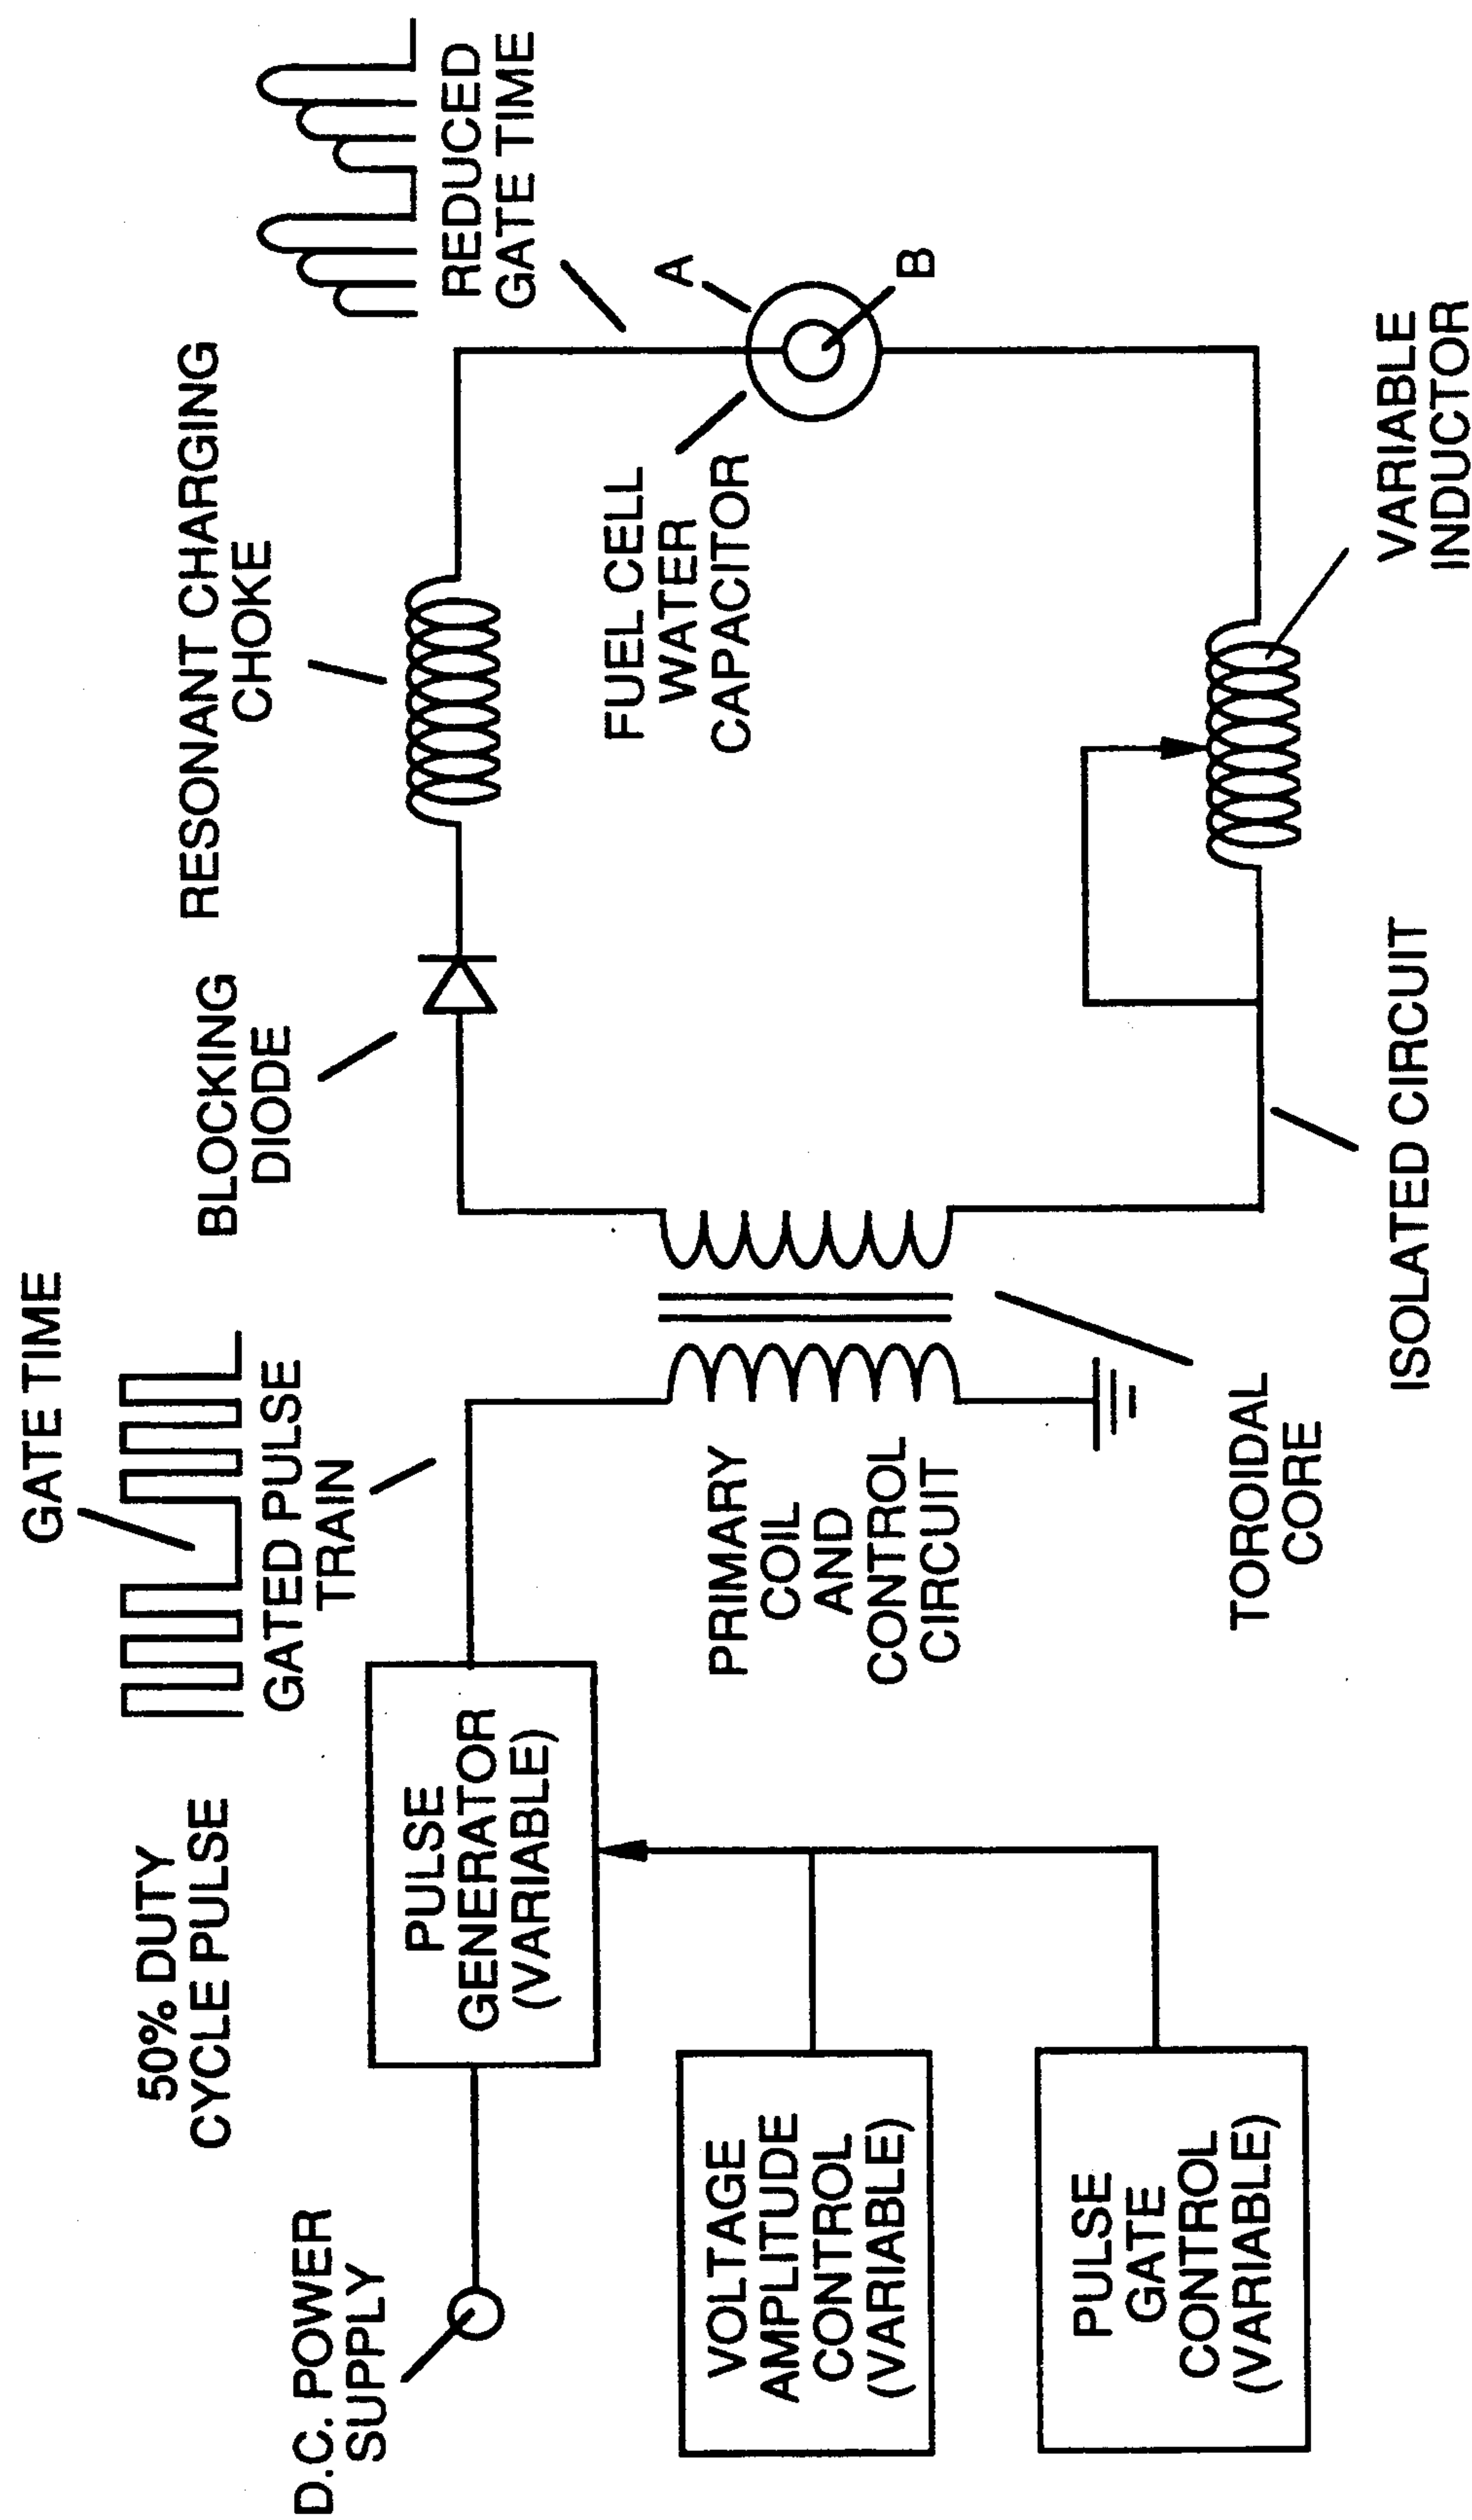 GATE TIME
50% DUTY
CYCLE PULSE
GATED PULSE
TRAIN
BLOCKING
DIODE
RESONANT CHARGING
CHOKE
REDUCED
GATE TIME
D.C. POWER
SUPPLY
PULSE
GENERATOR
(VARIABLE)
VOLTAGE
AMPLITUDE
CONTROL
(VARIABLE)
PULSE
GATE
CONTROL
(VARIABLE)
PRIMARY
COIL
AND
CONTROL
CIRCUIT
TOROIDAL
CORE
FUEL CELL
WATER
CAPACITOR
A
B
ISOLATED CIRCUIT
VARIABLE
INDUCTOR